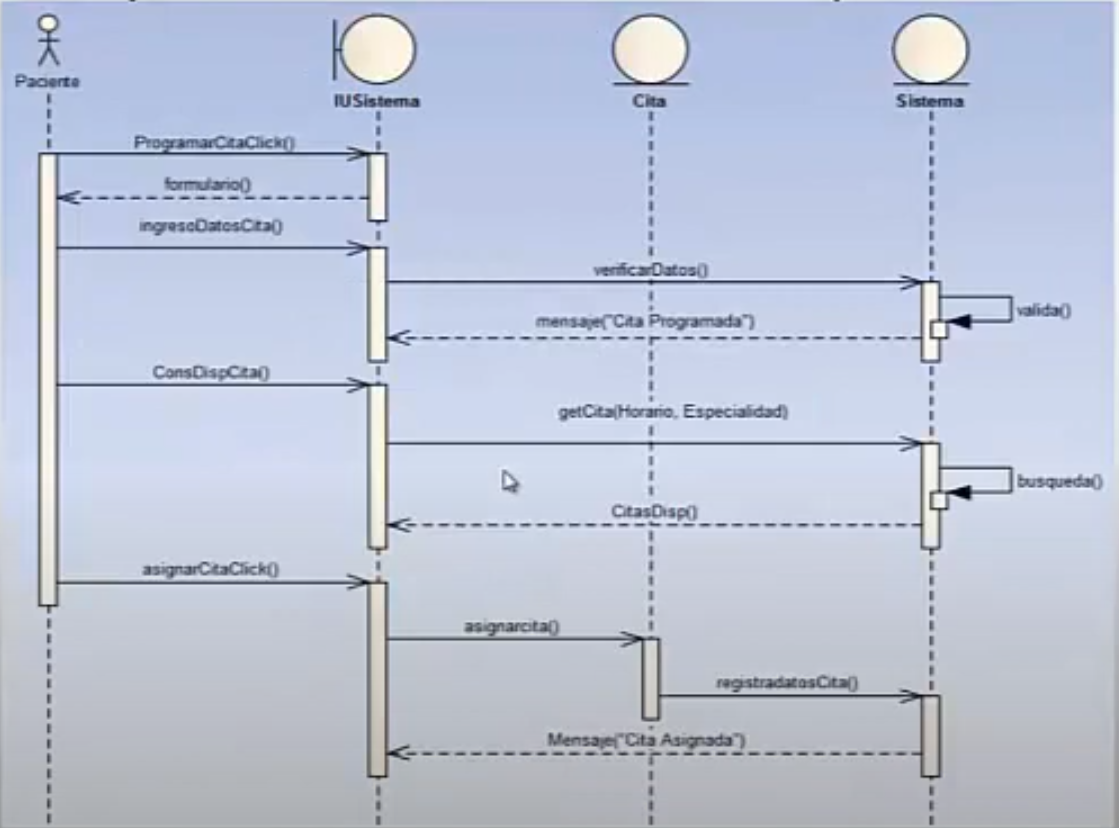 Paciente
IUSistema
Cita
Sistema
ProgramarCitaClick()
formulario()
ingresoDatosCita()
verificarDatos()
valida()
mensaje("Cita Programada")
ConsDispCita()
getCita(Horario, Especialidad)
busqueda()
CitasDisp()
asignarCitaClick()
asignarcita()
registradatosCita()
Mensaje("Cita Asignada")